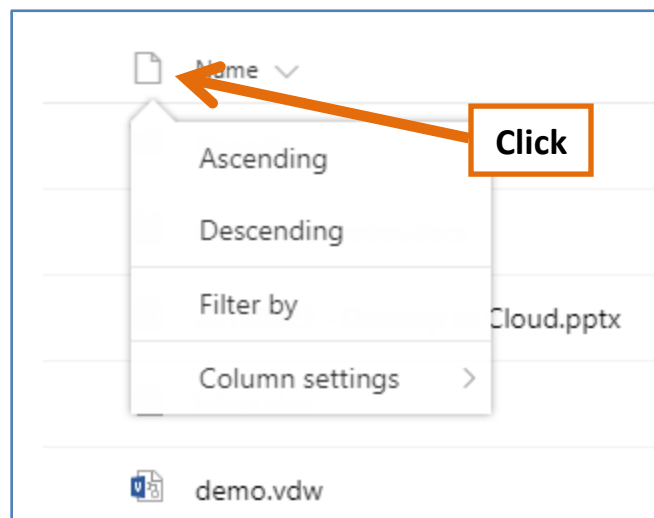 Name
Click
Ascending
Descending
Filter by
Cloud.pptx
Column settings
demo.vdw